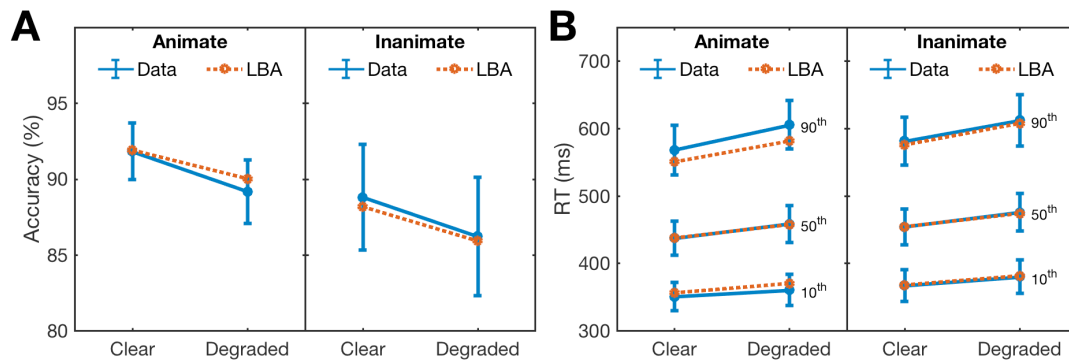 A
Animate
Inanimate
Data
LBA
Data
LBA
Accuracy (%)
95
90
85
80
Clear
Degraded
Clear
Degraded
B
Animate
Inanimate
Data
LBA
Data
LBA
RT (ms)
700
600
500
400
300
90th
50th
10th
90th
50th
10th
Clear
Degraded
Clear
Degraded